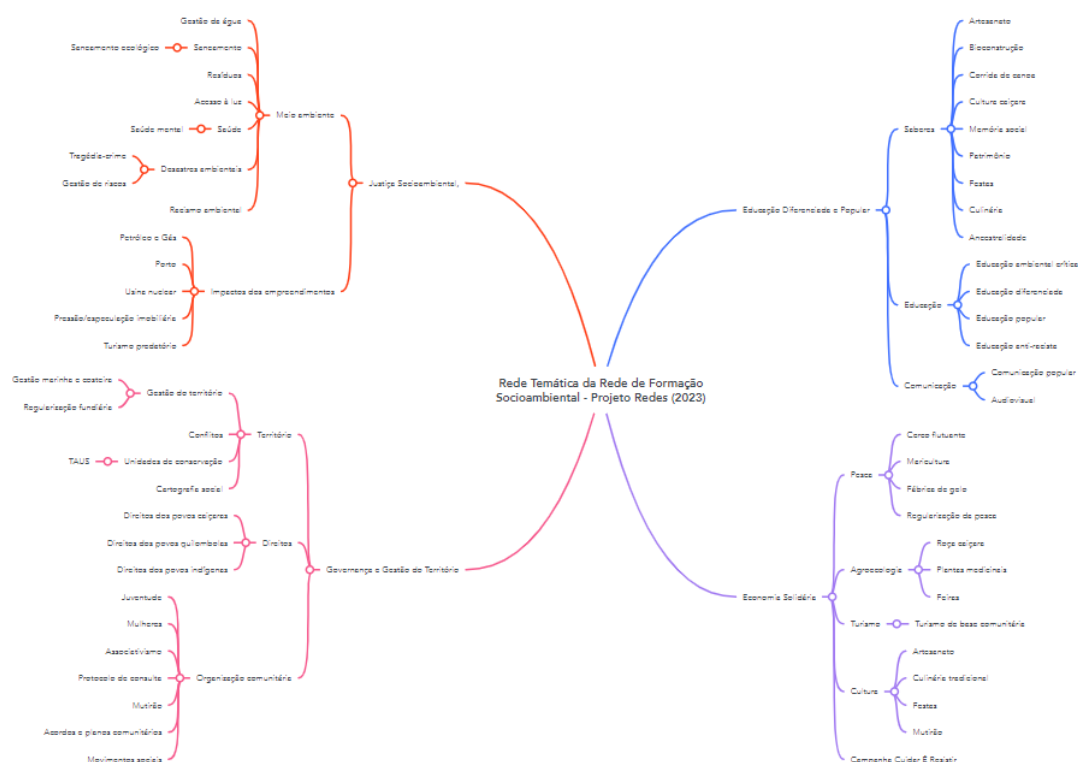 Gestão de água
Saneamento ecológico
Saneamento
Resíduos
Acesso à luz
Saúde mental
Saúde
Tragédia-crime
Gestão de riscos
Desastres ambientais
Racismo ambiental
Meio ambiente
Petróleo e Gás
Porto
Usina nuclear
Pressão/especulação imobiliária
Turismo predatório
Impactos dos empreendimentos
Justiça Socioambiental,
Gestão marinha e costeira
Regularização fundiária
Gestão do território
Conflitos
TAUS
Unidades de conservação
Cartografia social
Território
Direitos dos povos caiçaras
Direitos dos povos quilombolas
Direitos dos povos indígenas
Direitos
Juventude
Mulheres
Associativismo
Protocolo de consulta
Mutirão
Acordos e planos comunitários
Movimentos sociais
Organização comunitária
Governança e Gestão do Território
Rede Temática da Rede de Formação
Socioambiental - Projeto Redes (2023)
Educação Diferenciada e Popular
Saberes
Artesanato
Bioconstrução
Corrida de canoa
Cultura caiçara
Memória social
Patrimônio
Festas
Culinária
Ancestralidade
Educação
Educação ambiental crítica
Educação diferenciada
Educação popular
Educação anti-racista
Comunicação
Comunicação popular
Audiovisual
Economia Solidária
Pesca
Cerco flutuante
Maricultura
Fábrica de gelo
Regularização da pesca
Agroecologia
Roça caiçara
Plantas medicinais
Feiras
Turismo
Turismo de base comunitária
Cultura
Artesanato
Culinária tradicional
Festas
Mutirão
Campanha Cuidar É Resistir